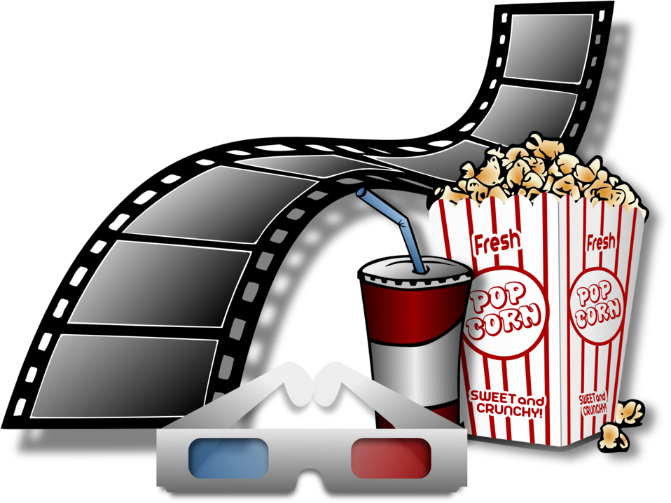 Fresh
POP
CORN
SWEET and
CRUNCHY!
Fresh
POP
CORN
SWEET and
CRUNCHY!